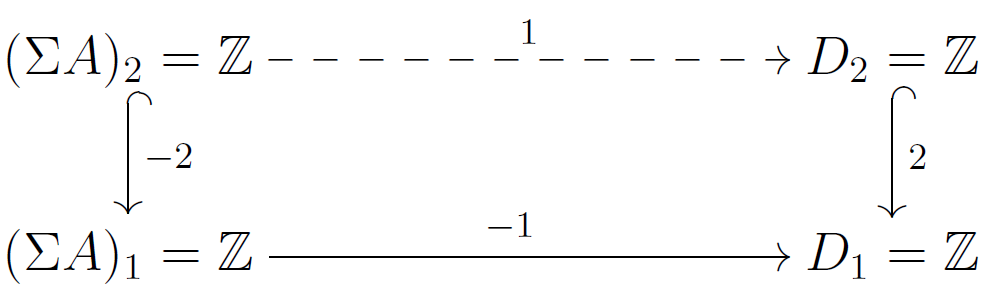 (ΣA)₂ = ℤ 1 D₂ = ℤ
−2 2
(ΣA)₁ = ℤ −1 D₁ = ℤ